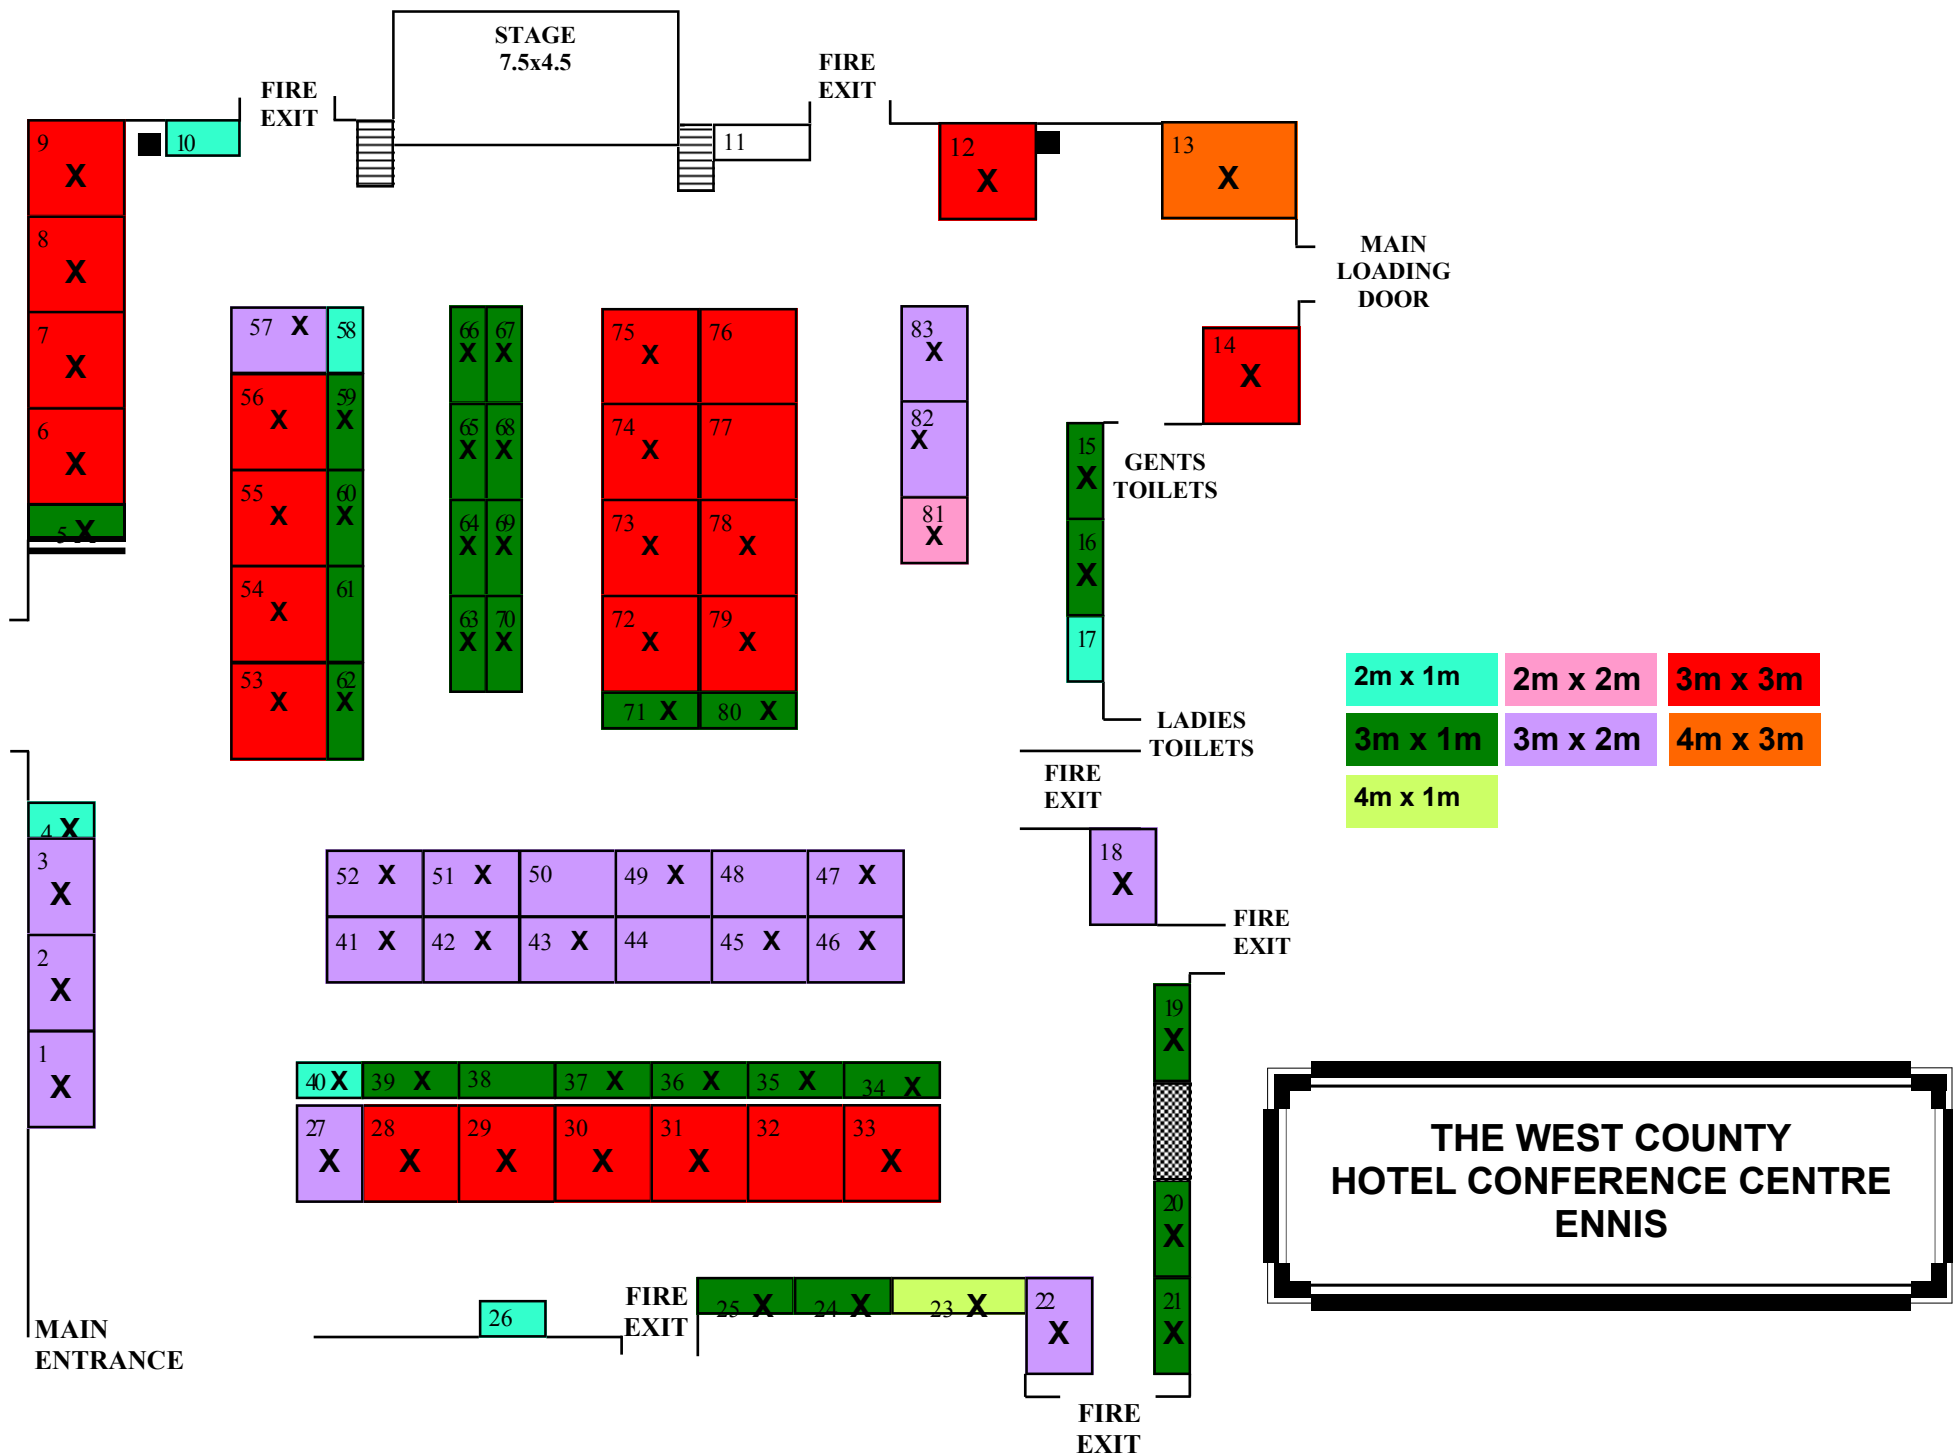 STAGE
7.5x4.5
FIRE
EXIT
FIRE
EXIT
9
X
10
11
12
X
13
X
8
X
MAIN
LOADING
DOOR
7
X
57 X 58
66 67
X X
75
X
76
83
X
14
X
6
X
56
X
59
X
65 68
X X
74
X
77
82
X
15
X
GENTS
TOILETS
5 X
55
X
60
X
64 69
X X
73
X
78
X
81
X
16
X
54
X
61
63 70
X X
72
X
79
X
17
53
X
62
X
71 X 80 X
2m x 1m 2m x 2m 3m x 3m
3m x 1m 3m x 2m 4m x 3m
4m x 1m
LADIES
TOILETS
FIRE
EXIT
4 X
3
X
52 X 51 X 50 49 X 48 47 X
18
X
41 X 42 X 43 X 44 45 X 46 X
FIRE
EXIT
2
X
1
X
19
X
40 X 39 X 38 37 X 36 X 35 X 34 X
27
X
28
X
29
X
30
X
31
X
32
33
X
20
X
THE WEST COUNTY
HOTEL CONFERENCE CENTRE
ENNIS
26
FIRE
EXIT
25 X 24 X 23 X 22
X
21
X
MAIN
ENTRANCE
FIRE
EXIT